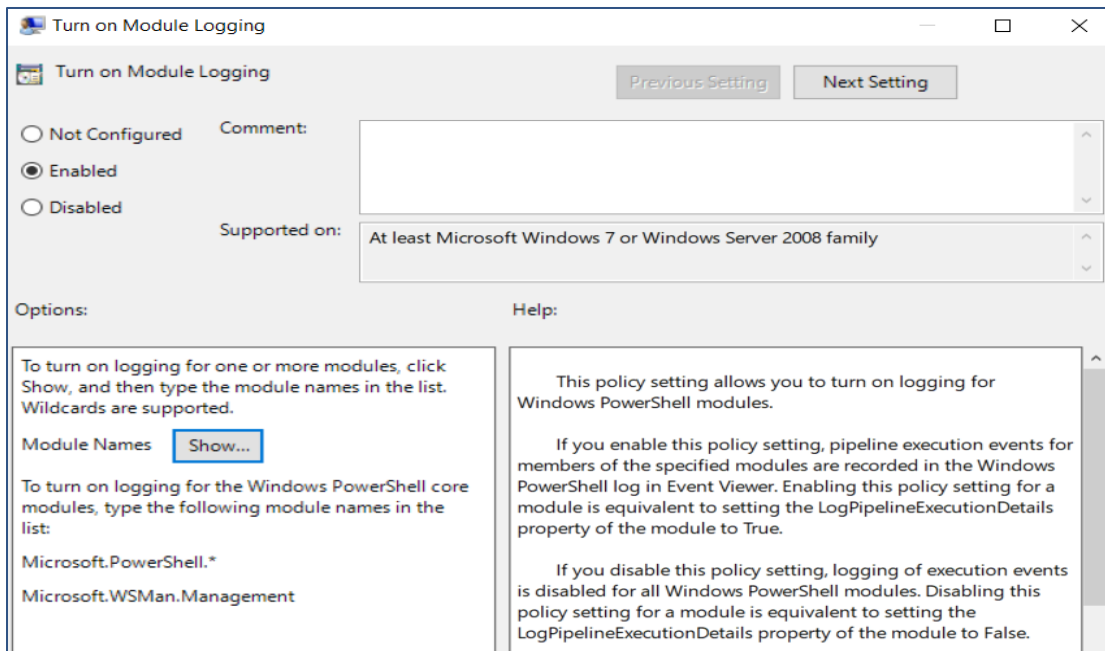 Turn on Module Logging
Turn on Module Logging
Previous Setting
Next Setting
Not Configured
Enabled
Disabled
Comment:
Supported on:
At least Microsoft Windows 7 or Windows Server 2008 family
Options:
Help:
To turn on logging for one or more modules, click
Show, and then type the module names in the list.
Wildcards are supported.
Module Names
Show...
To turn on logging for the Windows PowerShell core
modules, type the following module names in the
list:
Microsoft.PowerShell.*
Microsoft.WSMan.Management
This policy setting allows you to turn on logging for
Windows PowerShell modules.
If you enable this policy setting, pipeline execution events for
members of the specified modules are recorded in the Windows
PowerShell log in Event Viewer. Enabling this policy setting for a
module is equivalent to setting the LogPipelineExecutionDetails
property of the module to True.
If you disable this policy setting, logging of execution events
is disabled for all Windows PowerShell modules. Disabling this
policy setting for a module is equivalent to setting the
LogPipelineExecutionDetails property of the module to False.